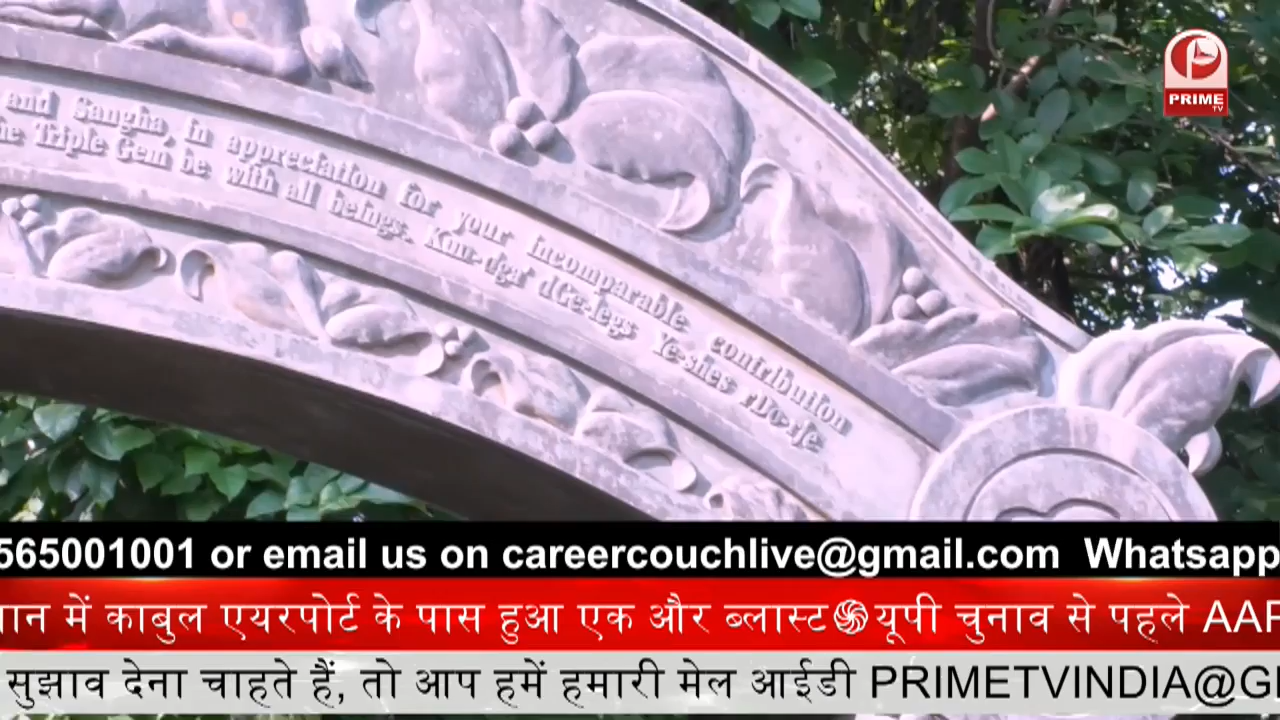 PRIME
TV
and Sangha, in appreciation for your incomparable contribution
he Triple Gem be with all beings. Kun-dga' dGe-legs Ye-shes rDo-rje.
565001001 or email us on careercouchlive@gmail.com Whatsapp
ान में काबुल एयरपोर्ट के पास हुआ एक और ब्लास्ट यूपी चुनाव से पहले AAP
सुझाव देना चाहते हैं, तो आप हमें हमारी मेल आईडी PRIMETVINDIA@G